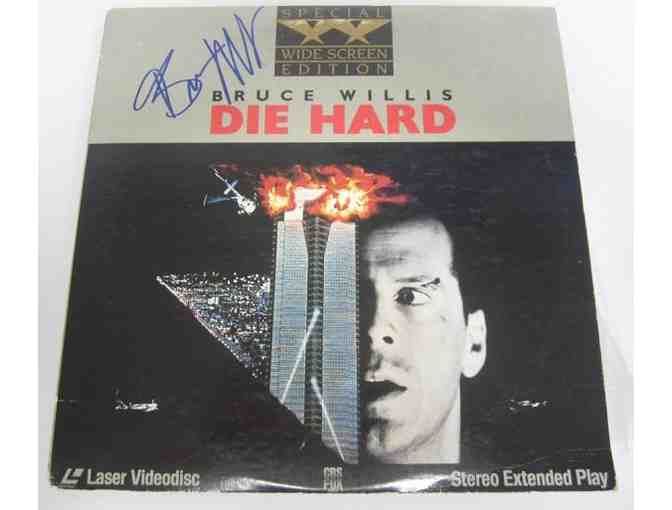 SPECIAL
WIDE SCREEN
EDITION
BRUCE WILLIS
DIE HARD
Laser Videodisc
CBS
FOX
Stereo Extended Play